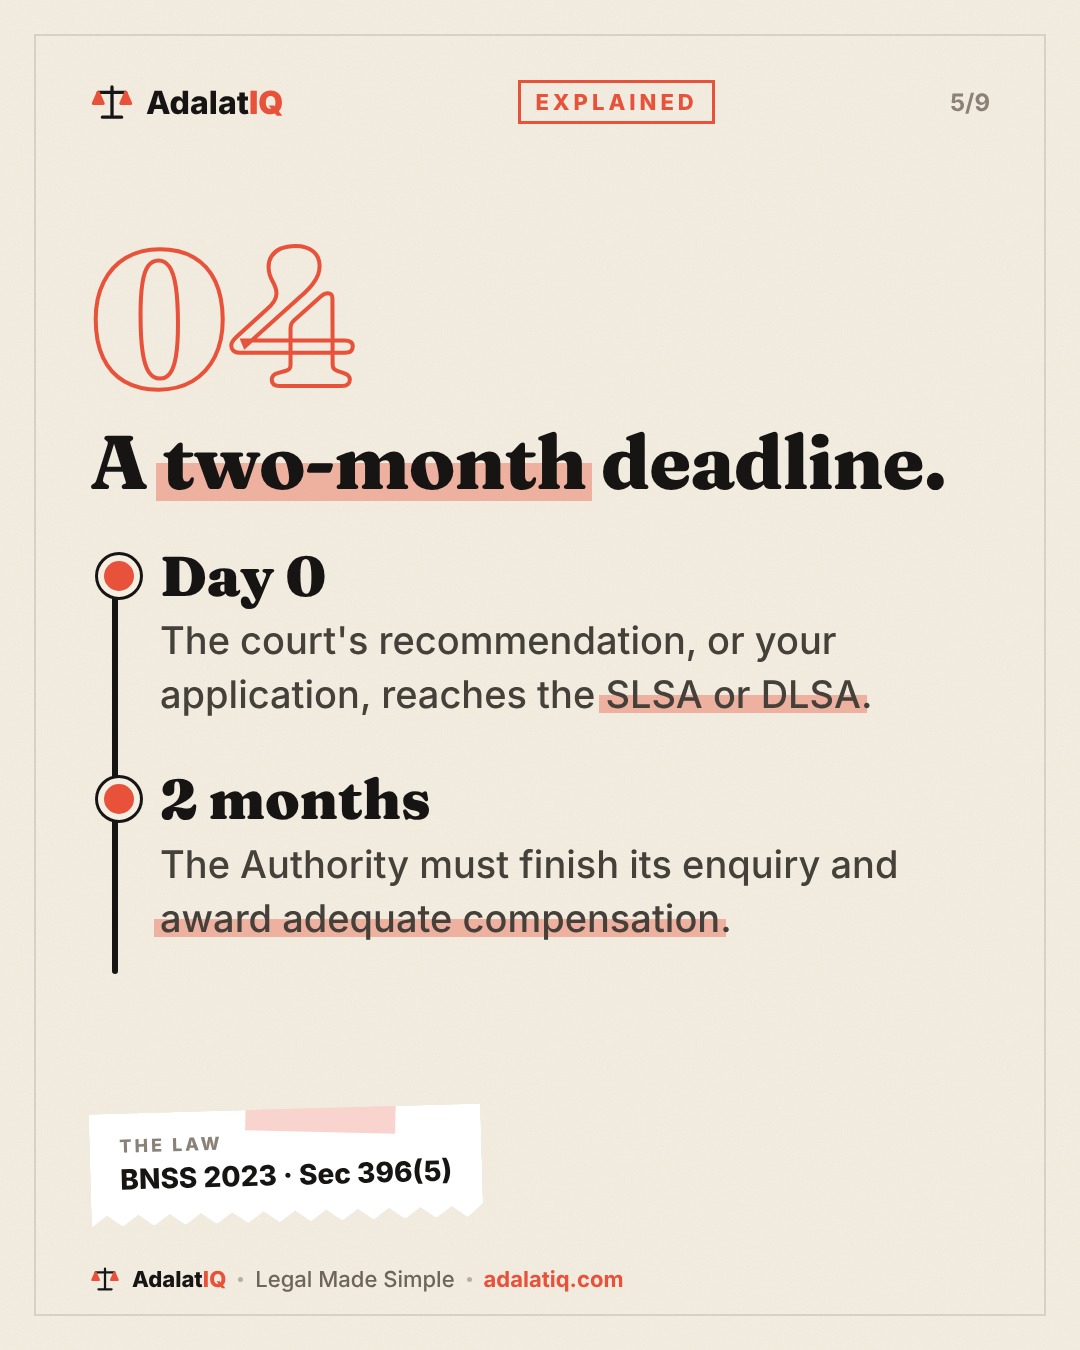 AdalatIQ
EXPLAINED
5/9
04
A two-month deadline.
Day 0
The court's recommendation, or your
application, reaches the SLSA or DLSA.
2 months
The Authority must finish its enquiry and
award adequate compensation.
THE LAW
BNSS 2023 · Sec 396(5)
AdalatIQ • Legal Made Simple • adalatiq.com